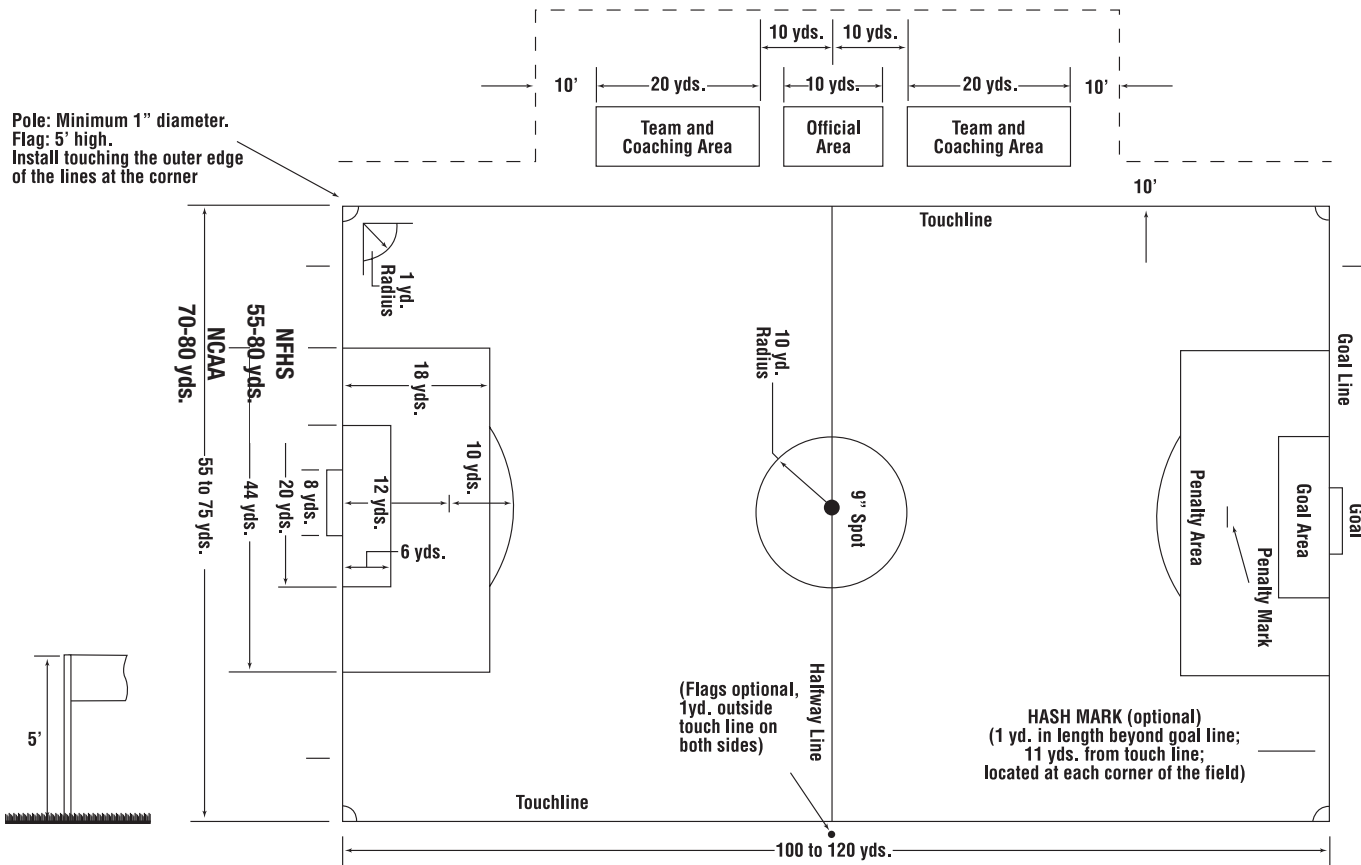 10 yds.
10 yds.
10'
20 yds.
10 yds.
20 yds.
10'
Pole: Minimum 1” diameter.
Flag: 5’ high.
Install touching the outer edge
of the lines at the corner
Team and
Coaching Area
Official
Area
Team and
Coaching Area
10'
Touchline
1 yd.
Radius
NFHS
55-80 yds.
NCAA
70-80 yds.
10 yd.
Radius
Goal Line
18 yds.
55 to 75 yds.
44 yds.
20 yds.
8 yds.
12 yds.
10 yds.
6 yds.
9” Spot
Penalty Area
Penalty Mark
Goal Area
Goal
5’
(Flags optional,
1yd. outside
touch line on
both sides)
Halfway Line
HASH MARK (optional)
(1 yd. in length beyond goal line;
11 yds. from touch line;
located at each corner of the field)
Touchline
100 to 120 yds.